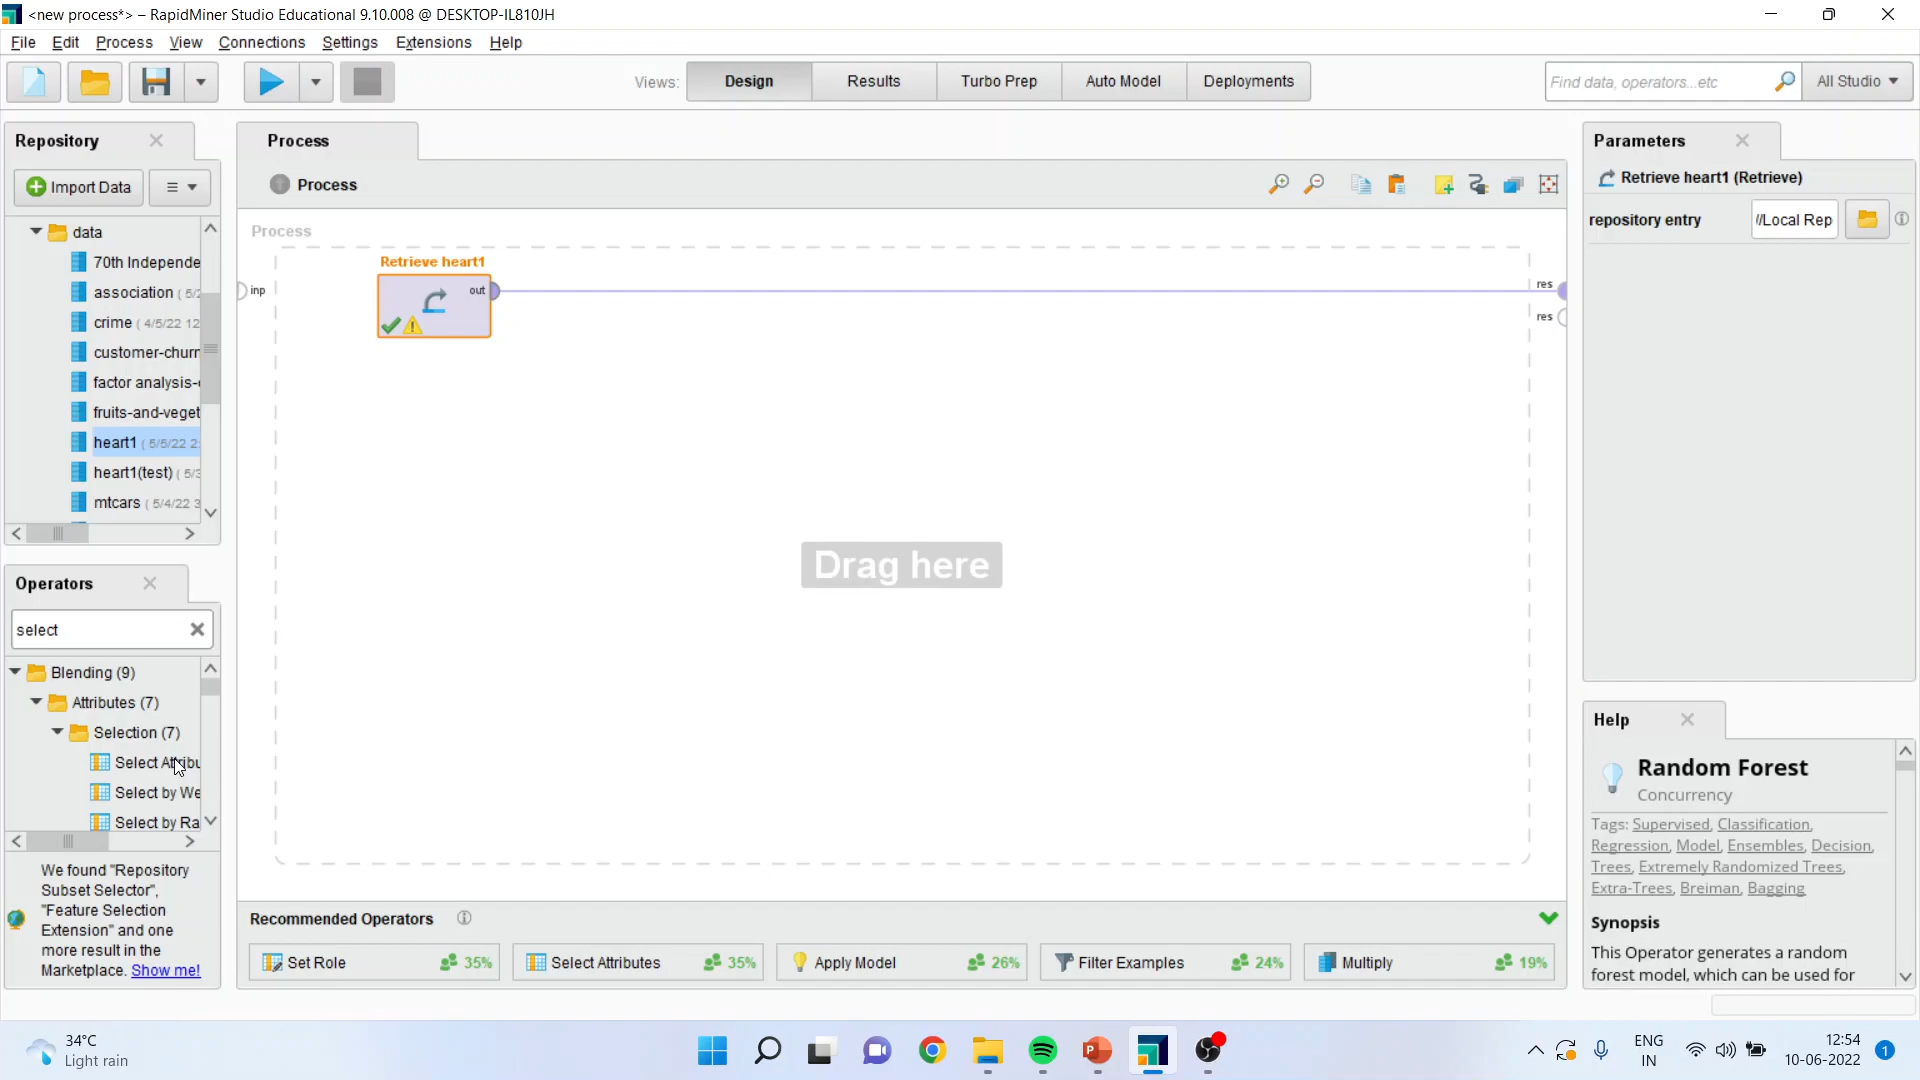 <new process*> – RapidMiner Studio Educational 9.10.008 @ DESKTOP-IL810JH
File Edit Process View Connections Settings Extensions Help
Views: Design Results Turbo Prep Auto Model Deployments
Find data, operators...etc
All Studio
Repository
Import Data
data
70th Independe
association ( 5/2
crime ( 4/5/22 12
customer-churn
factor analysis-
fruits-and-veget
heart1 ( 5/5/22 2:
heart1(test) ( 5/3
mtcars ( 5/4/22 3
Operators
select
Blending (9)
Attributes (7)
Selection (7)
Select Attribu
Select by We
Select by Ra
We found "Repository
Subset Selector",
"Feature Selection
Extension" and one
more result in the
Marketplace. Show me!
Process
Process
Process
Retrieve heart1
inp
out
res
res
Drag here
Recommended Operators
Set Role 35%
Select Attributes 35%
Apply Model 26%
Filter Examples 24%
Multiply 19%
Parameters
Retrieve heart1 (Retrieve)
repository entry
//Local Rep
Help
Random Forest
Concurrency
Tags: Supervised, Classification,
Regression, Model, Ensembles, Decision,
Trees, Extremely Randomized Trees,
Extra-Trees, Breiman, Bagging
Synopsis
This Operator generates a random
forest model, which can be used for
34°C
Light rain
ENG
IN
12:54
10-06-2022
1